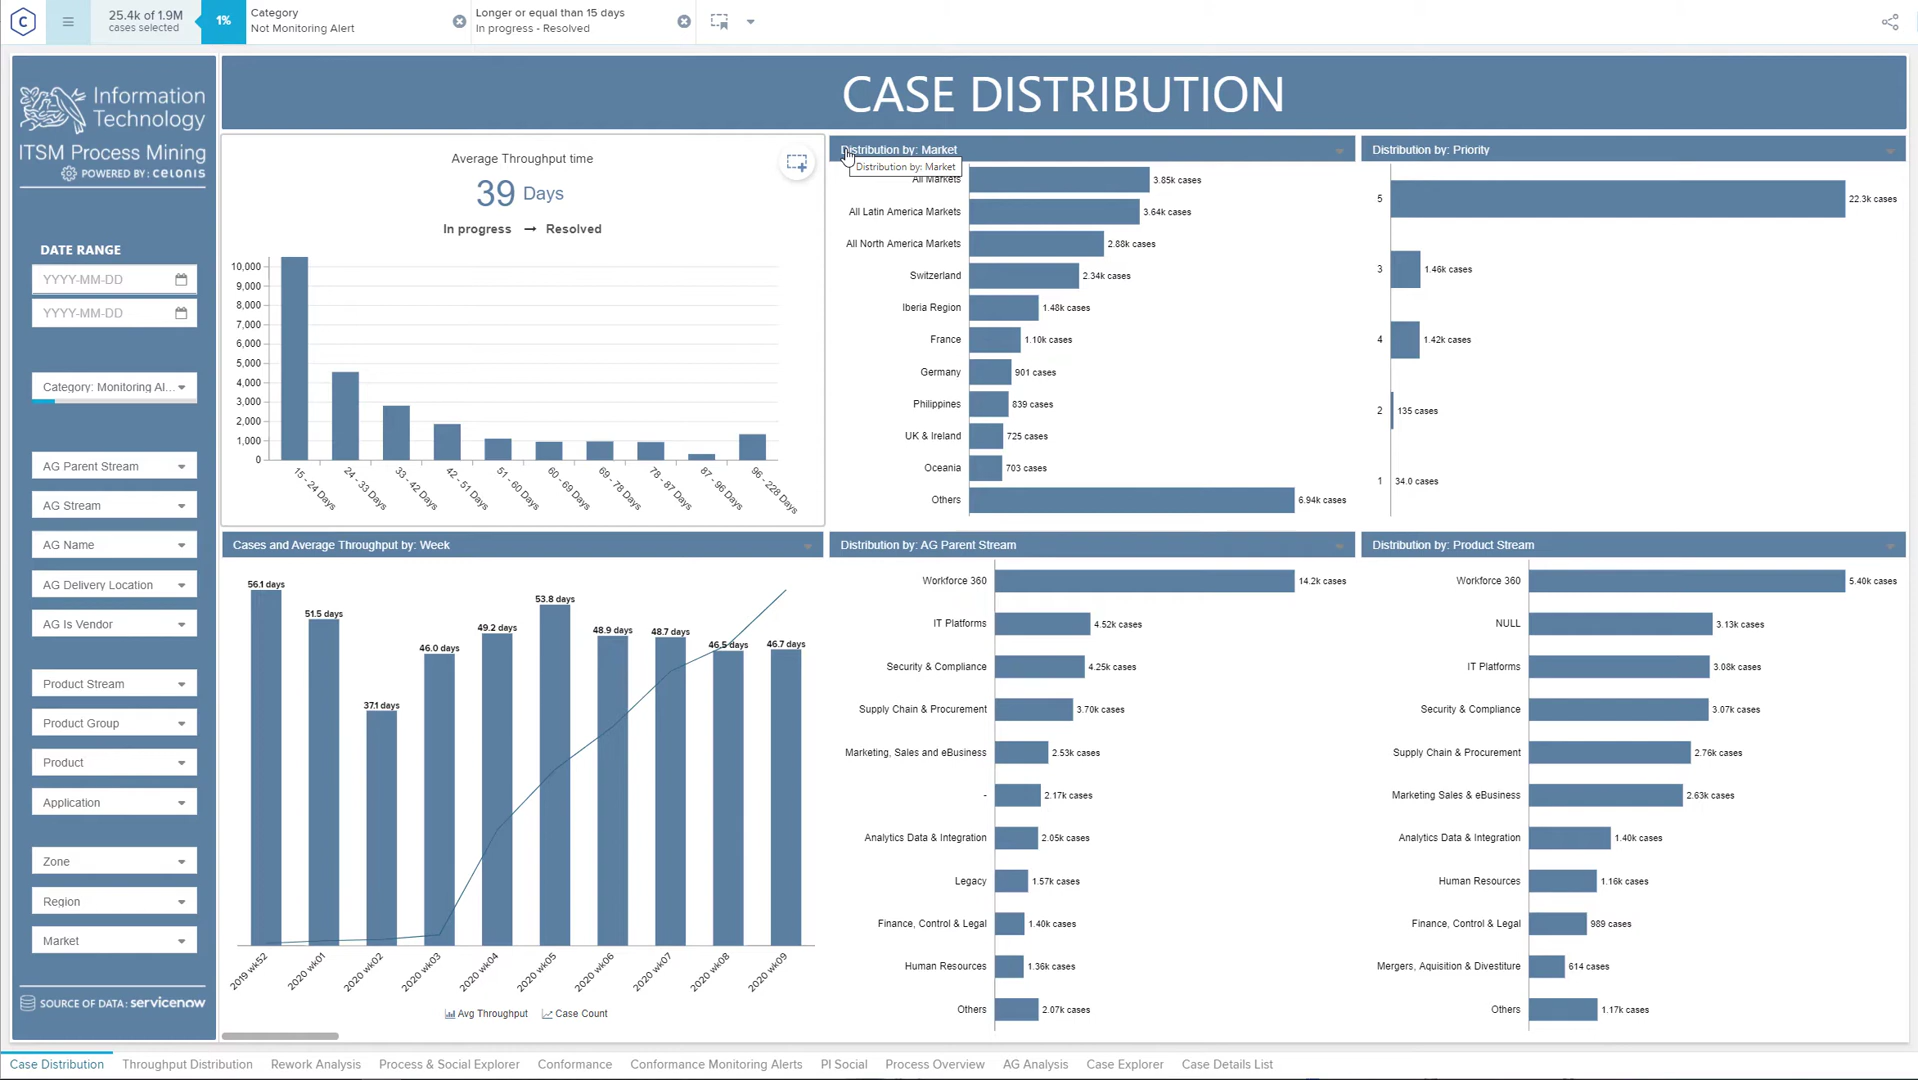 25.4k of 1.9M
cases selected
1%
Category
Not Monitoring Alert
Longer or equal than 15 days
In progress - Resolved
Information
Technology
ITSM Process Mining
POWERED BY: CELONIS
DATE RANGE
YYYY-MM-DD
YYYY-MM-DD
Category: Monitoring Al...
AG Parent Stream
AG Stream
AG Name
AG Delivery Location
AG Is Vendor
Product Stream
Product Group
Product
Application
Zone
Region
Market
SOURCE OF DATA: servicenow
CASE DISTRIBUTION
Average Throughput time
39 Days
In progress → Resolved
10,000
9,000
8,000
7,000
6,000
5,000
4,000
3,000
2,000
1,000
0
15 - 24 Days
24 - 33 Days
33 - 42 Days
42 - 51 Days
51 - 60 Days
60 - 69 Days
69 - 78 Days
78 - 87 Days
87 - 96 Days
96 - 228 Days
Distribution by: Market
Distribution by: Market
All Markets 3.85k cases
All Latin America Markets 3.64k cases
All North America Markets 2.88k cases
Switzerland 2.34k cases
Iberia Region 1.48k cases
France 1.10k cases
Germany 901 cases
Philippines 839 cases
UK & Ireland 725 cases
Oceania 703 cases
Others 6.94k cases
Distribution by: Priority
5 22.3k cases
3 1.46k cases
4 1.42k cases
2 135 cases
1 34.0 cases
Cases and Average Throughput by: Week
56.1 days
51.5 days
37.1 days
46.0 days
49.2 days
53.8 days
48.9 days
48.7 days
46.5 days
46.7 days
2019 wk52
2020 wk01
2020 wk02
2020 wk03
2020 wk04
2020 wk05
2020 wk06
2020 wk07
2020 wk08
2020 wk09
Avg Throughput Case Count
Distribution by: AG Parent Stream
Workforce 360 14.2k cases
IT Platforms 4.52k cases
Security & Compliance 4.25k cases
Supply Chain & Procurement 3.70k cases
Marketing, Sales and eBusiness 2.53k cases
- 2.17k cases
Analytics Data & Integration 2.05k cases
Legacy 1.57k cases
Finance, Control & Legal 1.40k cases
Human Resources 1.36k cases
Others 2.07k cases
Distribution by: Product Stream
Workforce 360 5.40k cases
NULL 3.13k cases
IT Platforms 3.08k cases
Security & Compliance 3.07k cases
Supply Chain & Procurement 2.76k cases
Marketing Sales & eBusiness 2.63k cases
Analytics Data & Integration 1.40k cases
Human Resources 1.16k cases
Finance, Control & Legal 989 cases
Mergers, Aquisition & Divestiture 614 cases
Others 1.17k cases
Case Distribution Throughput Distribution Rework Analysis Process & Social Explorer Conformance Conformance Monitoring Alerts PI Social Process Overview AG Analysis Case Explorer Case Details List